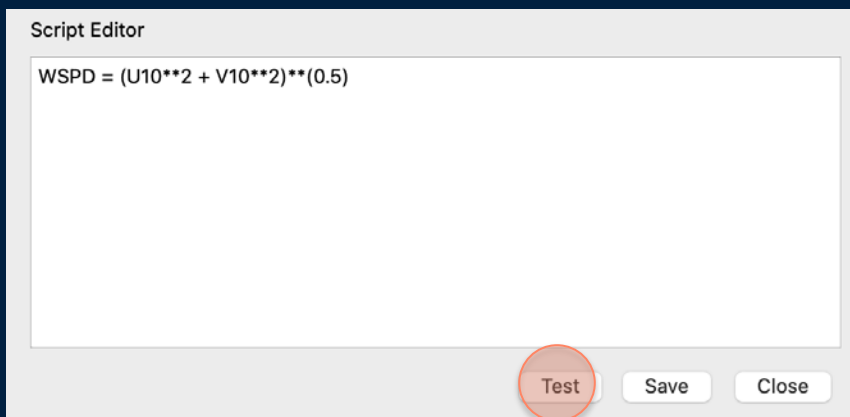 Script Editor
WSPD = (U10**2 + V10**2)**(0.5)
Test Save Close